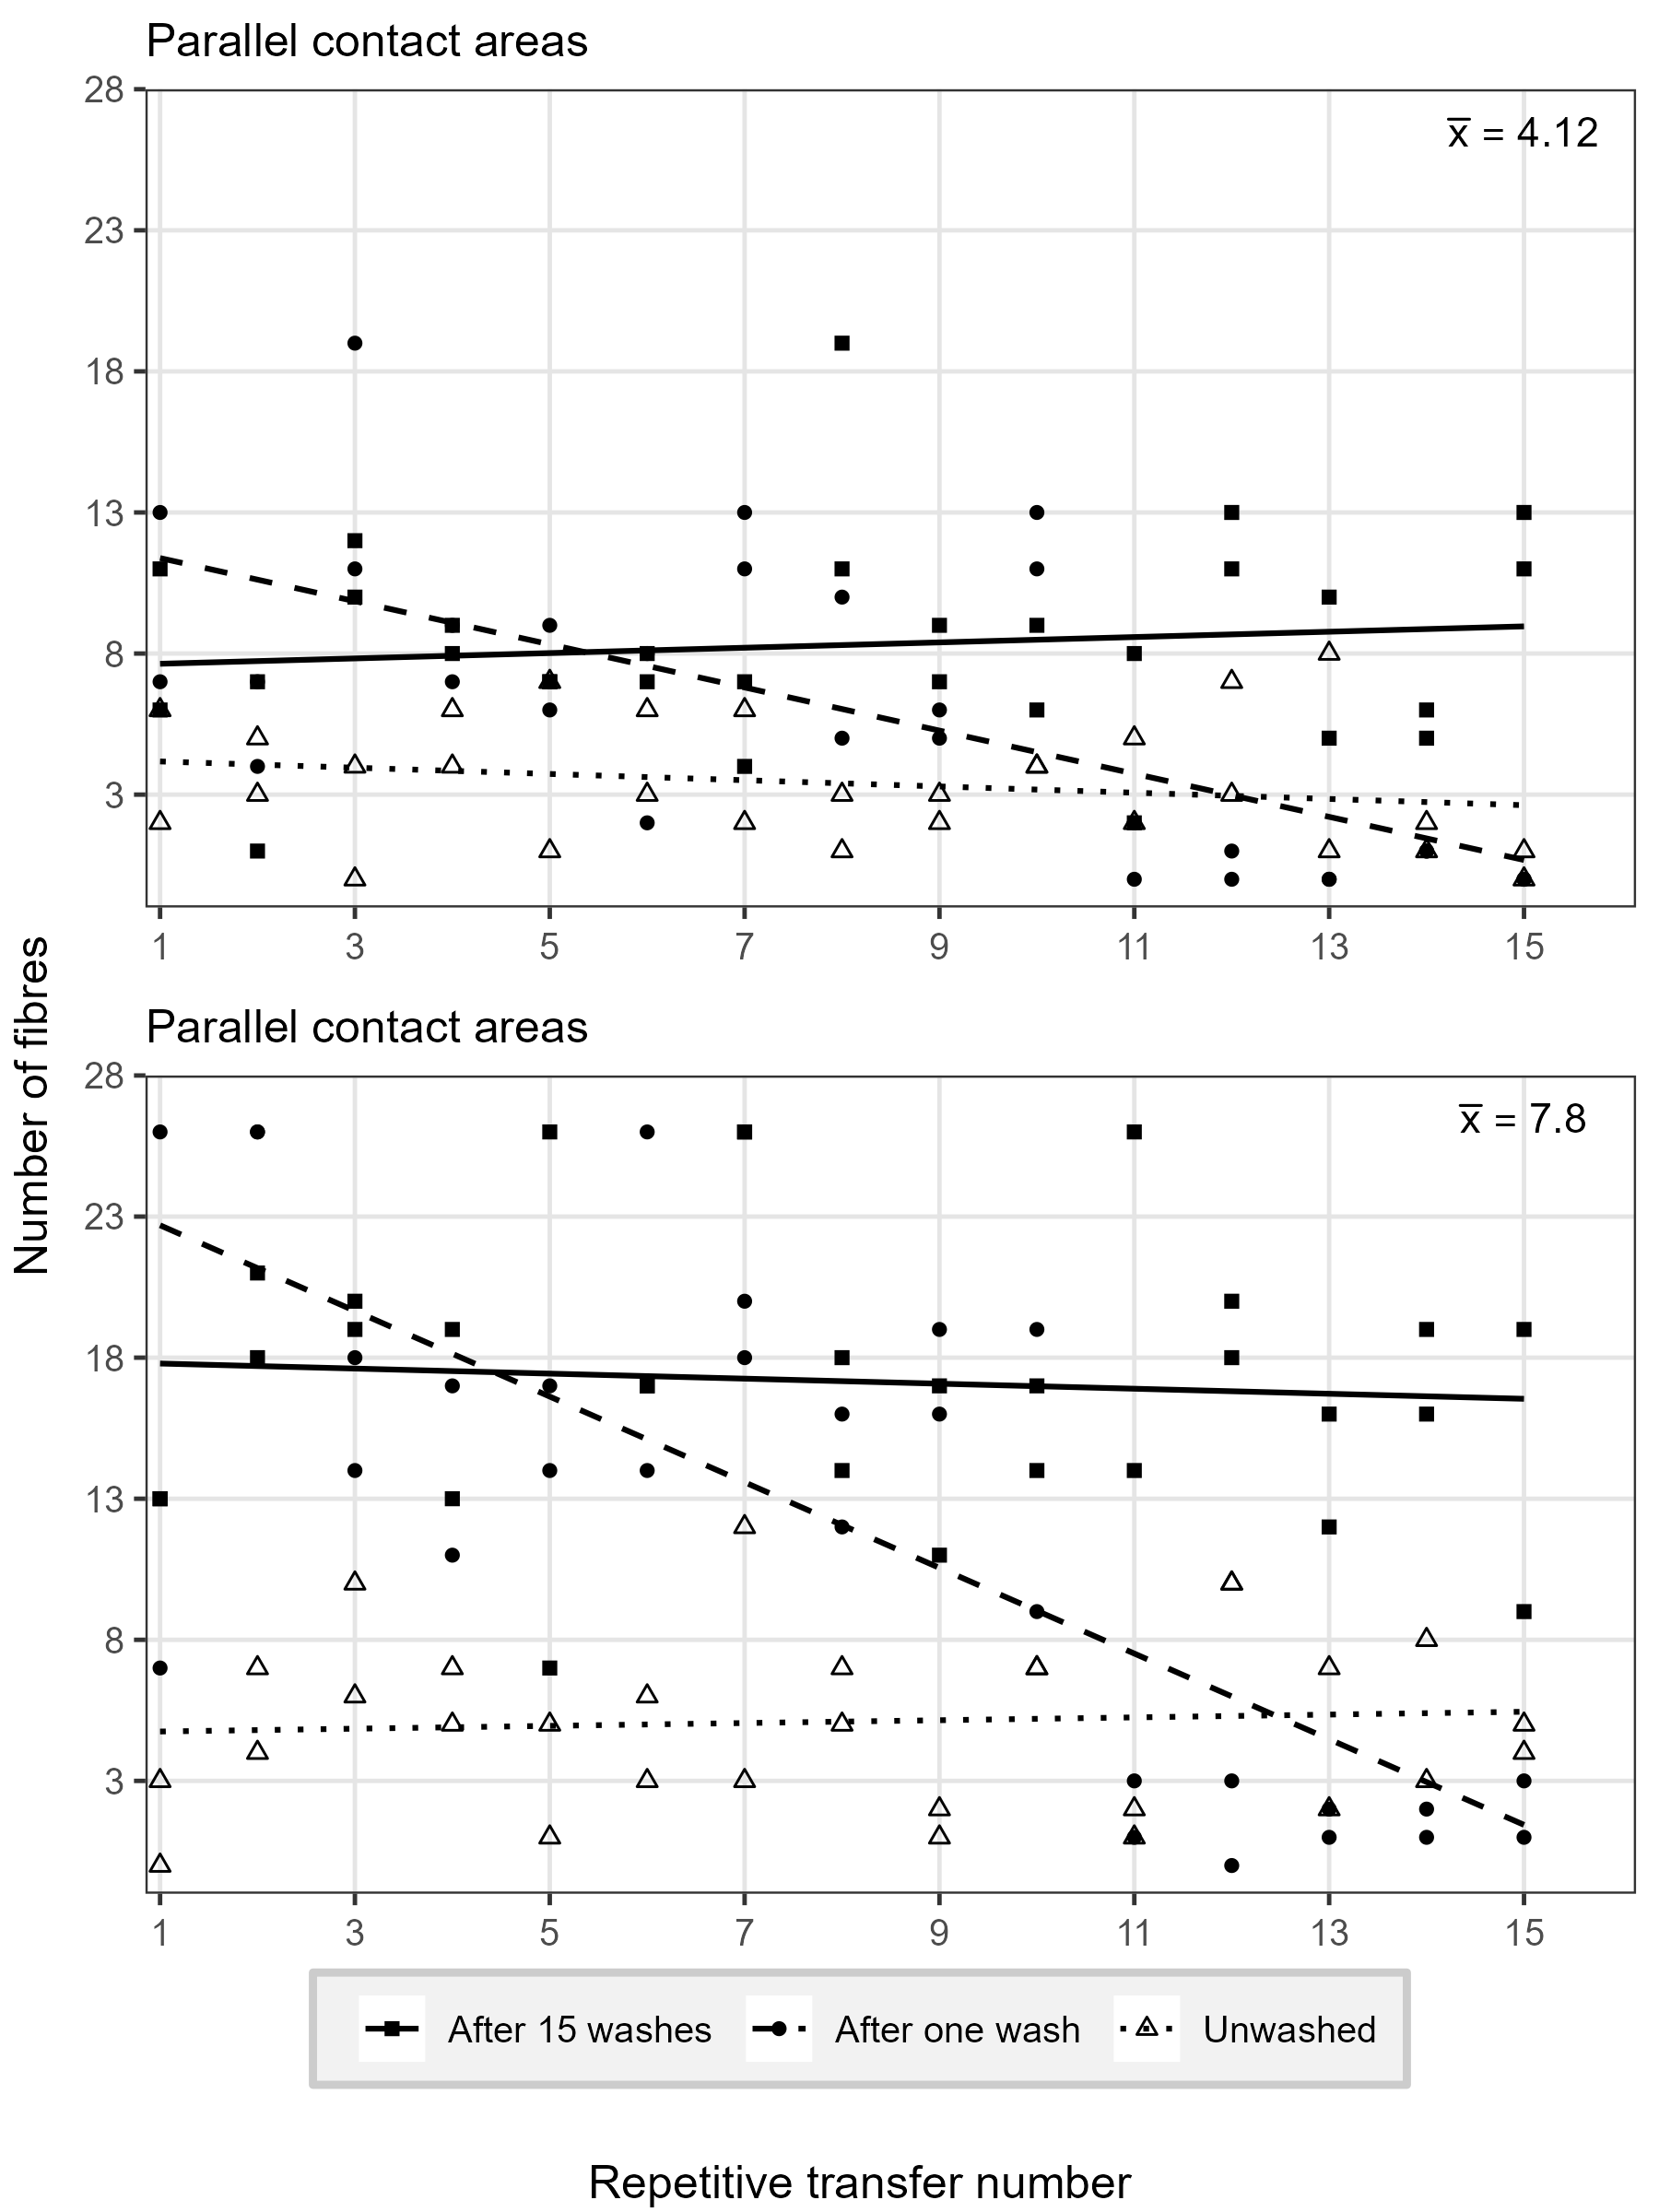 Parallel contact areas
28
x̅ = 4.12
23
18
13
8
3
1 3 5 7 9 11 13 15
Number of fibres
Parallel contact areas
28
x̅ = 7.8
23
18
13
8
3
1 3 5 7 9 11 13 15
After 15 washes After one wash Unwashed
Repetitive transfer number